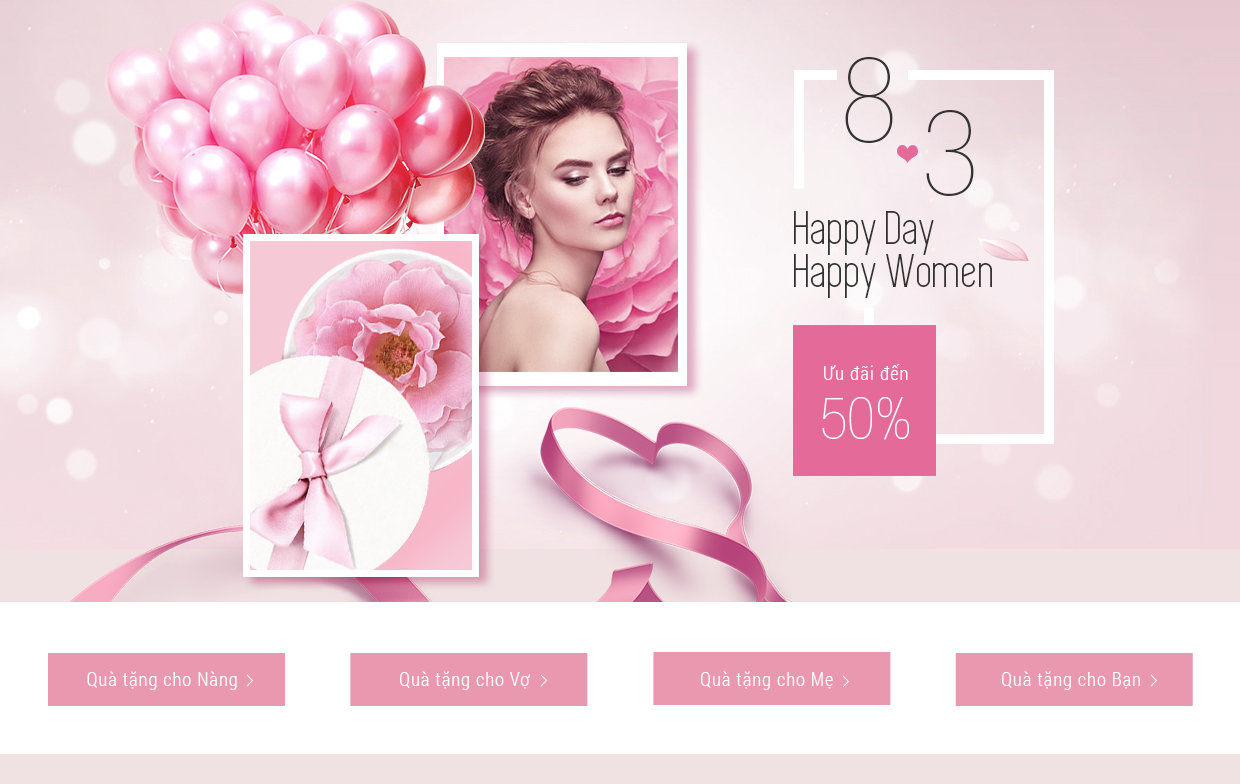 8.3
Happy Day
Happy Women
Ưu đãi đến
50%
Quà tặng cho Nàng
Quà tặng cho Vợ
Quà tặng cho Mẹ
Quà tặng cho Bạn